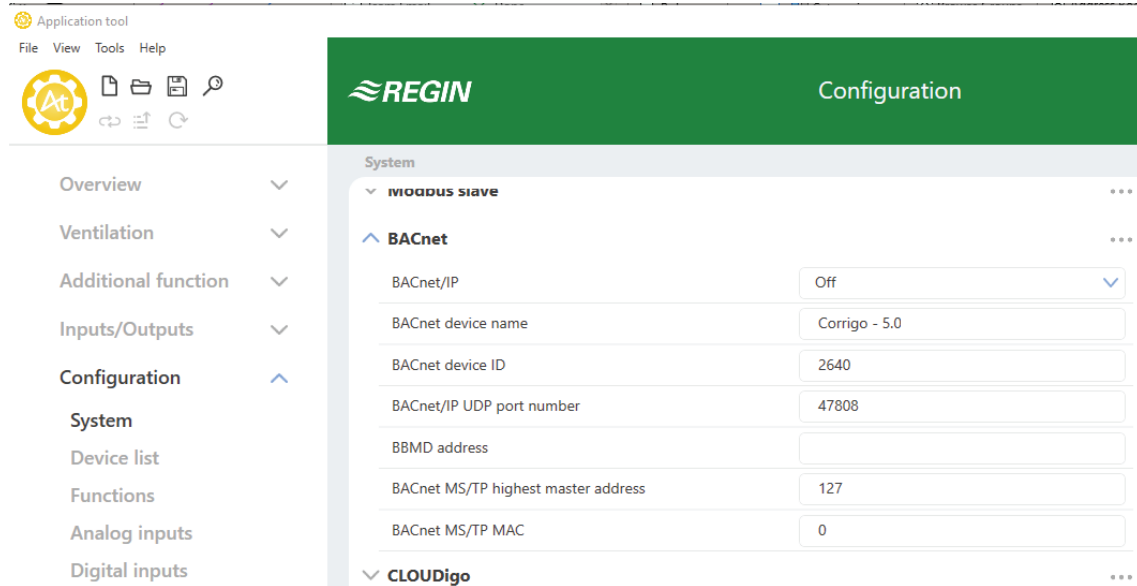 Application tool
File View Tools Help
At
REGIN
Configuration
System
Overview
Ventilation
Additional function
Inputs/Outputs
Configuration
System
Device list
Functions
Analog inputs
Digital inputs
Modbus slave
BACnet
BACnet/IP Off
BACnet device name Corrigo - 5.0
BACnet device ID 2640
BACnet/IP UDP port number 47808
BBMD address
BACnet MS/TP highest master address 127
BACnet MS/TP MAC 0
CLOUDigo